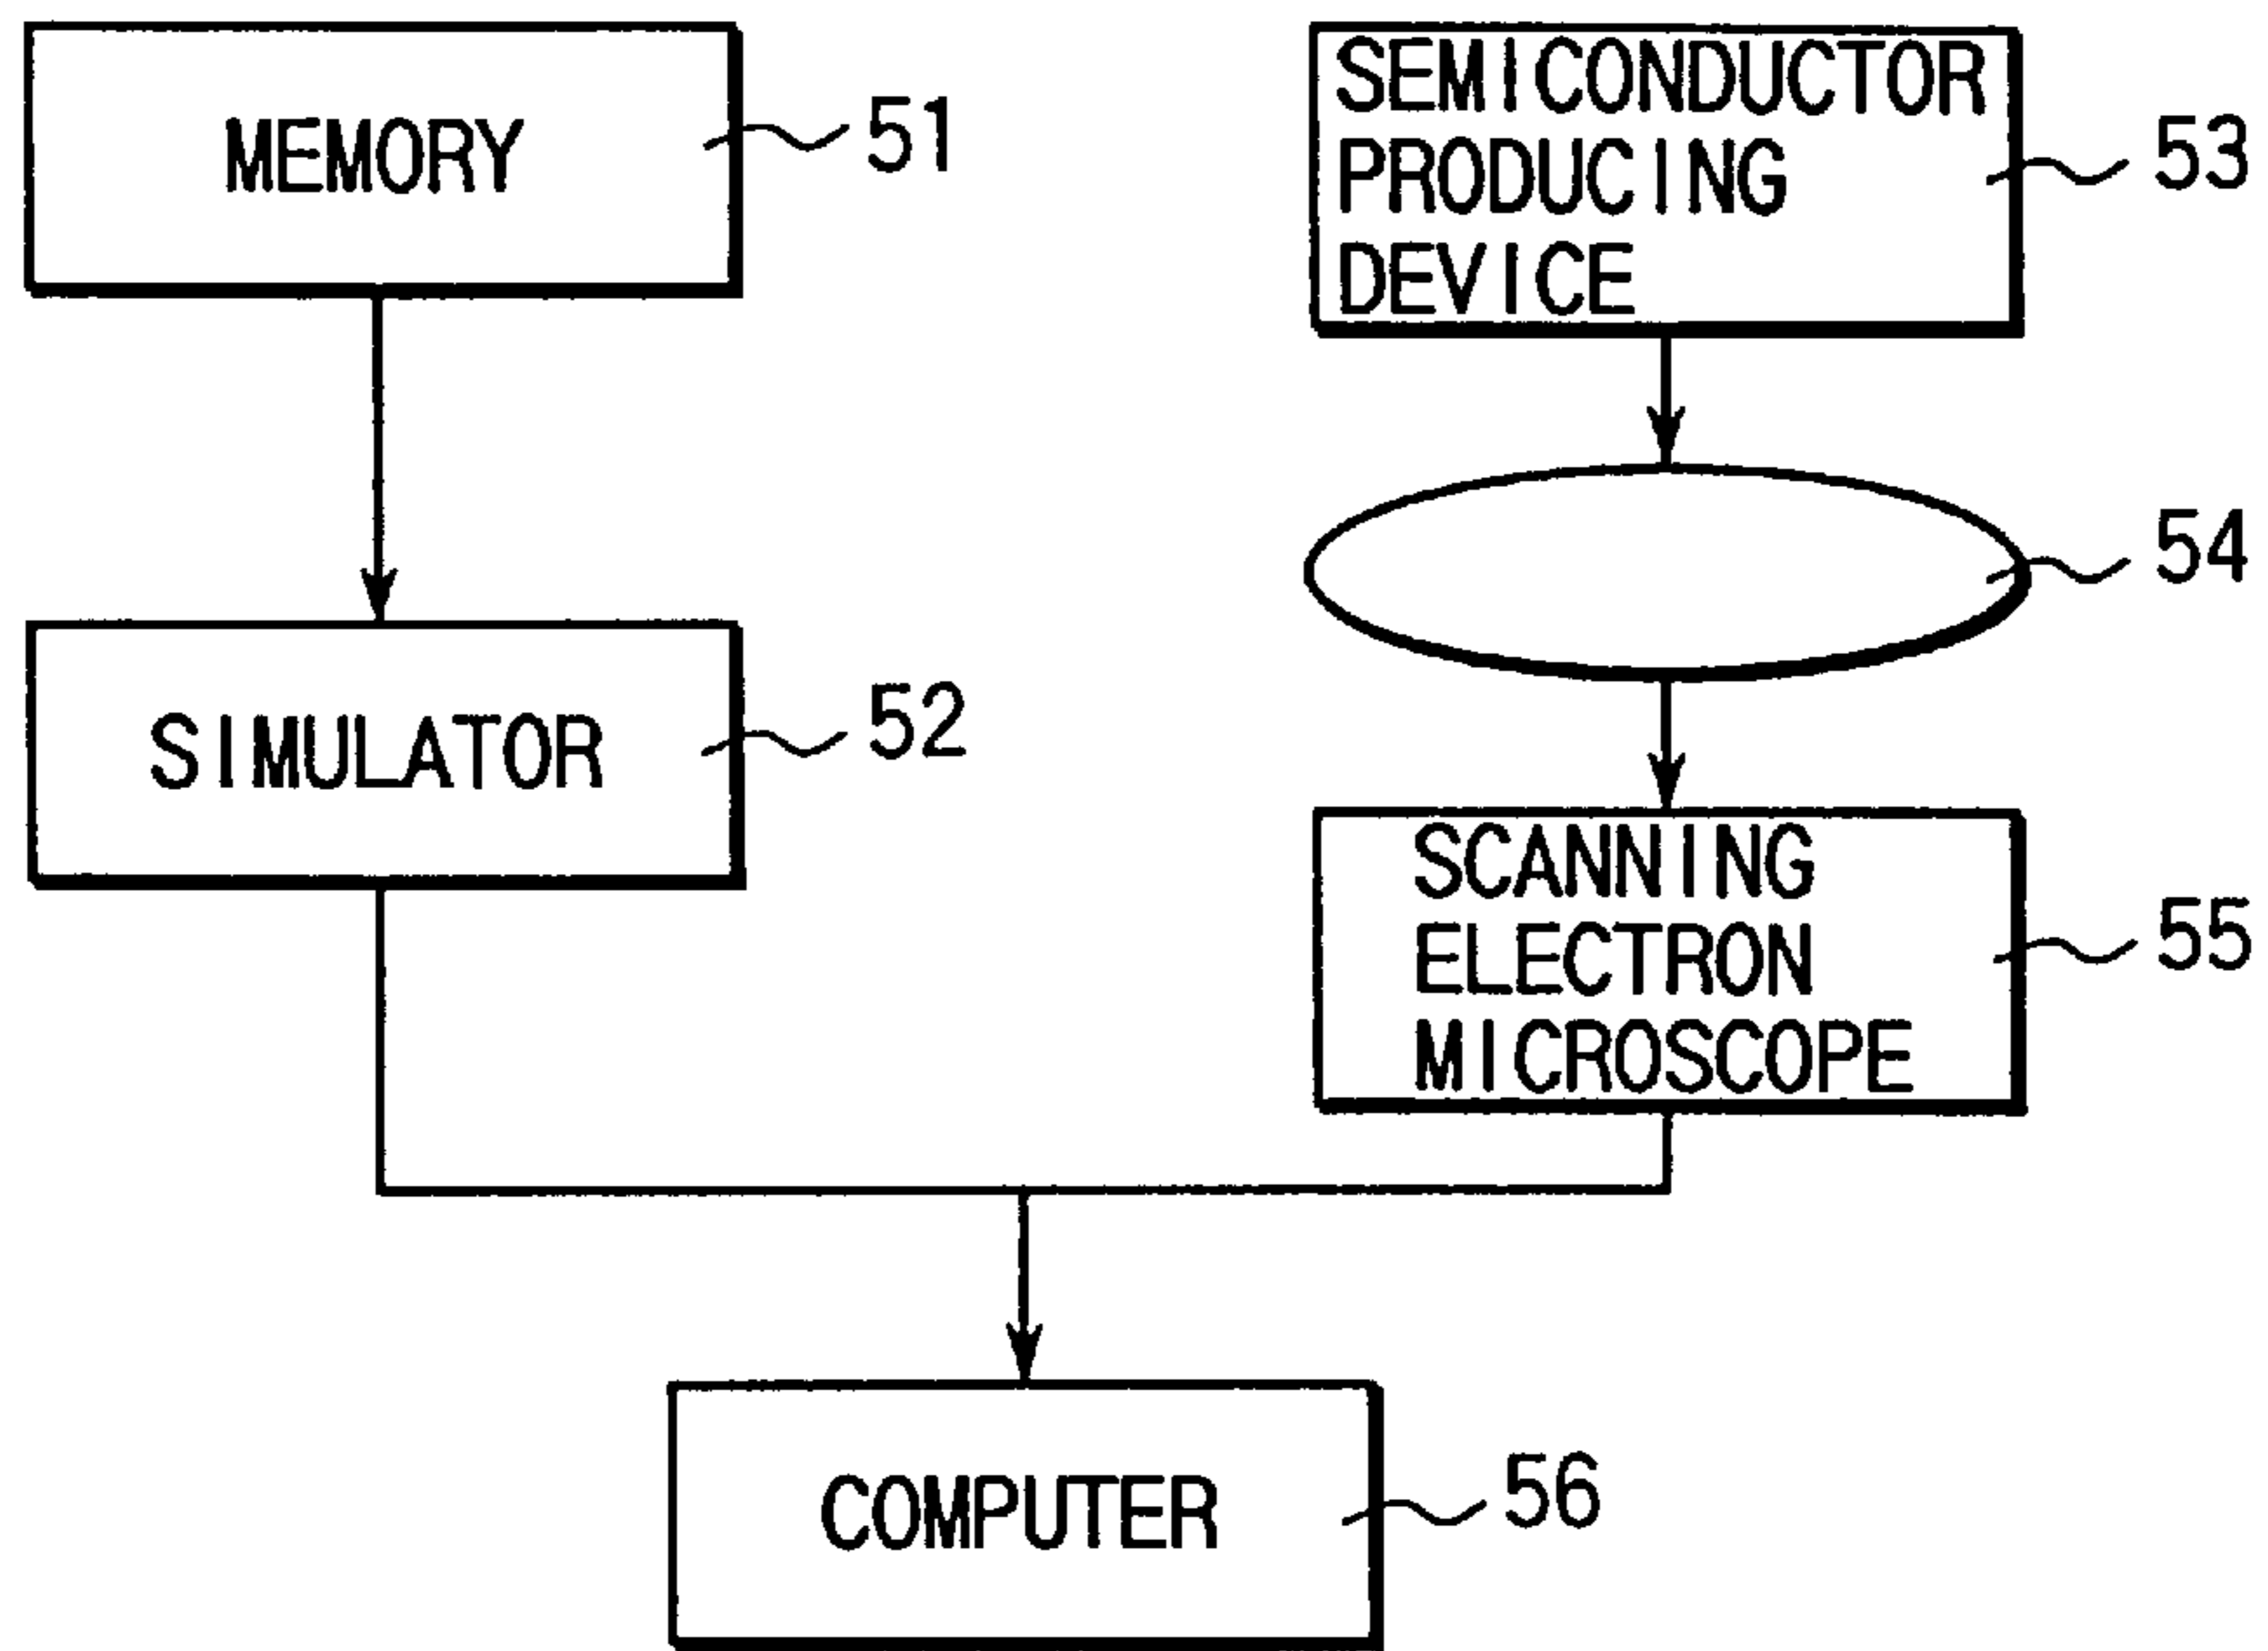 MEMORY
51
SEMICONDUCTOR
PRODUCING
DEVICE
53
54
SIMULATOR
52
SCANNING
ELECTRON
MICROSCOPE
55
COMPUTER
56